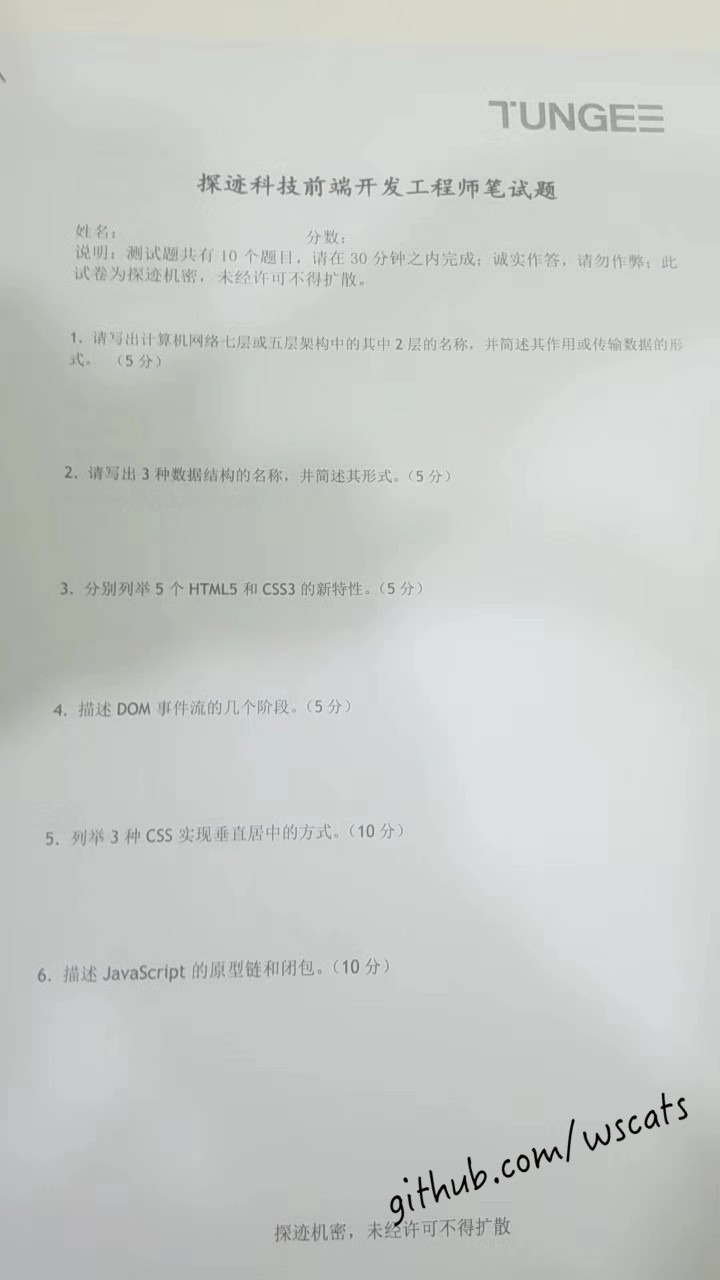 TUNGEE
探迹科技前端开发工程师笔试题
姓名： 分数：
说明：测试题共有 10 个题目，请在 30 分钟之内完成；诚实作答，请勿作弊；此
试卷为探迹机密，未经许可不得扩散。
1、请写出计算机网络七层或五层架构中的其中 2 层的名称，并简述其作用或传输数据的形
式。 （5 分）
2. 请写出 3 种数据结构的名称，并简述其形式。（5 分）
3. 分别列举 5 个 HTML5 和 CSS3 的新特性。（5 分）
4. 描述 DOM 事件流的几个阶段。（5 分）
5. 列举 3 种 CSS 实现垂直居中的方式。（10 分）
6. 描述 JavaScript 的原型链和闭包。（10 分）
github.com/wscats
探迹机密，未经许可不得扩散